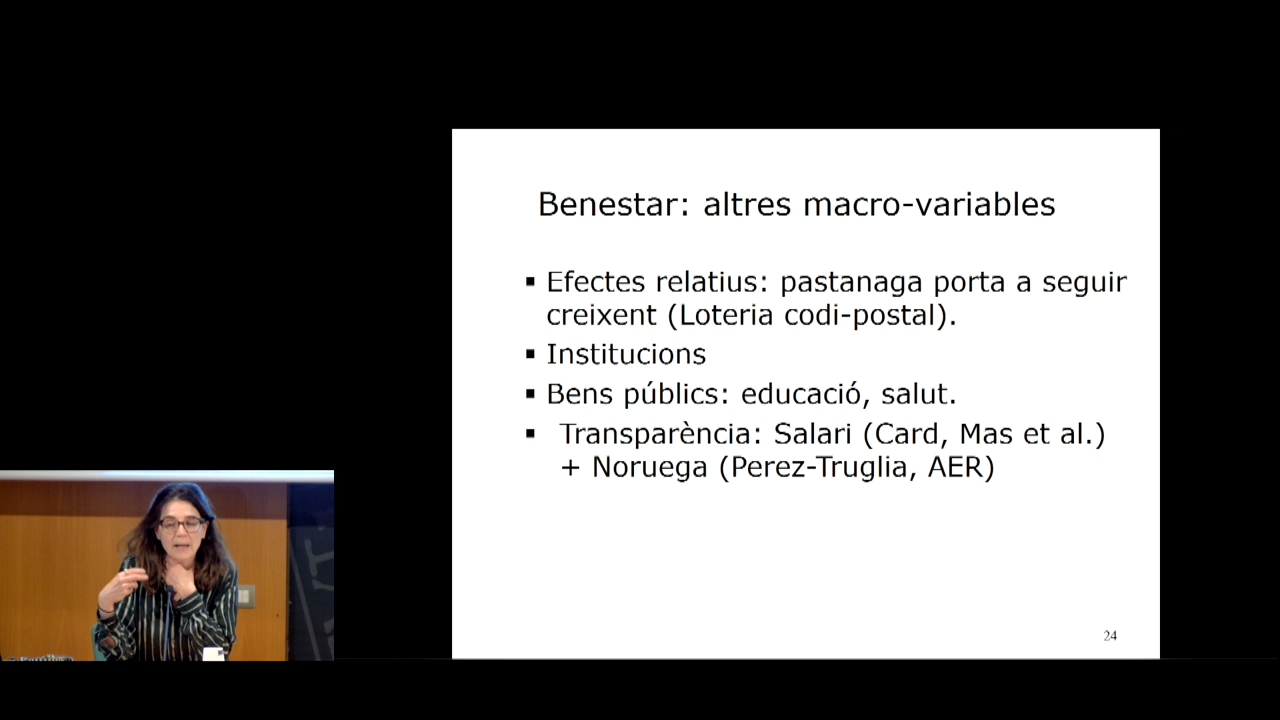 Benestar: altres macro-variables
▪ Efectes relatius: pastanaga porta a seguir
creixent (Loteria codi-postal).
▪ Institucions
▪ Bens públics: educació, salut.
▪ Transparència: Salari (Card, Mas et al.)
+ Noruega (Perez-Truglia, AER)
24